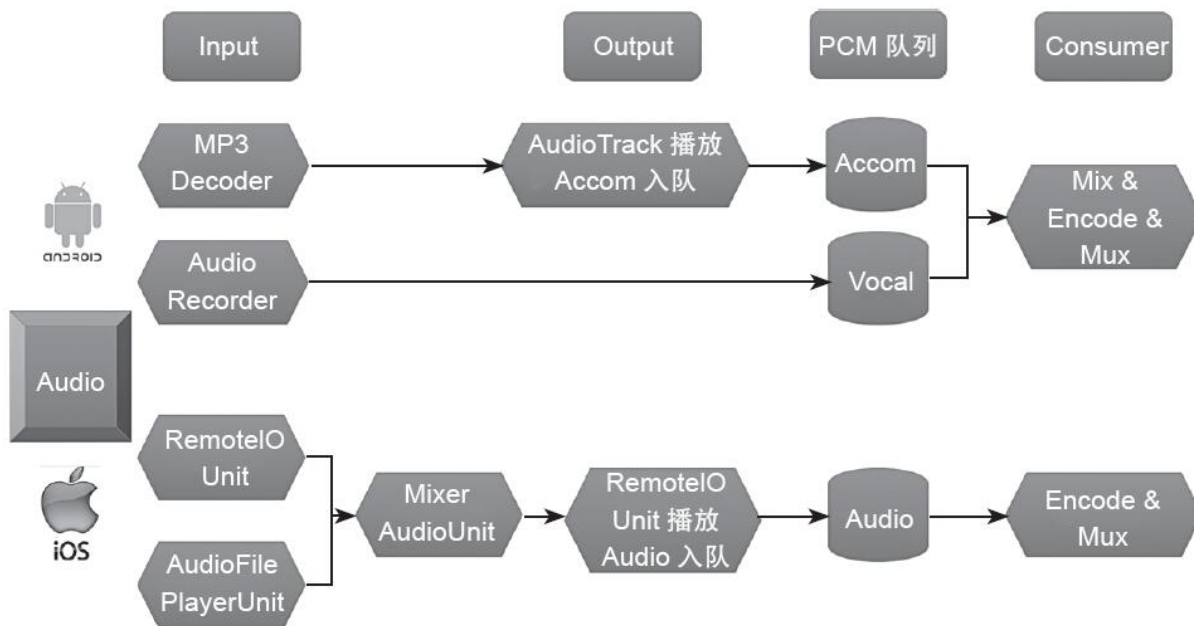 Input
Output
PCM 队列
Consumer
MP3
Decoder
AudioTrack 播放
Accom 入队
Accom
Mix &
Encode &
Mux
ANDROID
Audio
Recorder
Vocal
Audio
RemoteIO
Unit
Mixer
AudioUnit
RemoteIO
Unit 播放
Audio 入队
Audio
Encode &
Mux
iOS
AudioFile
PlayerUnit